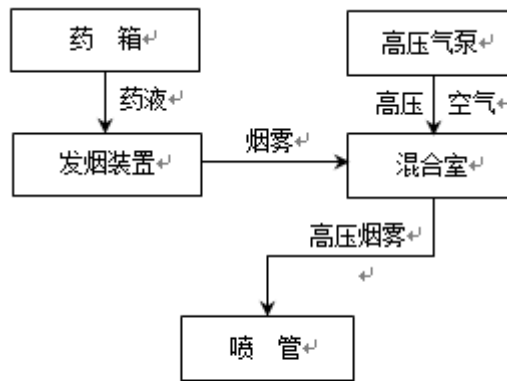 药 箱↵
高压气泵↵
药液↵
高压 空气↵
发烟装置↵
烟雾↵
混合室↵
高压烟雾↵
↵
喷 管↵